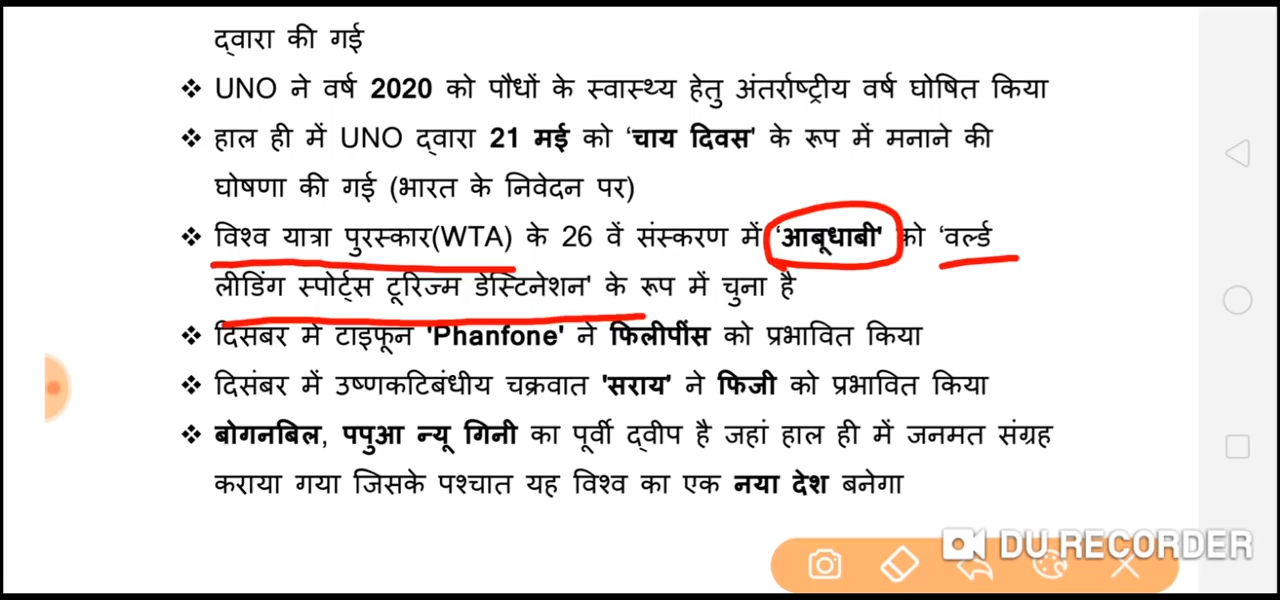 द्वारा की गई
❖ UNO ने वर्ष 2020 को पौधों के स्वास्थ्य हेतु अंतर्राष्ट्रीय वर्ष घोषित किया
❖ हाल ही में UNO द्वारा 21 मई को 'चाय दिवस' के रूप में मनाने की
घोषणा की गई (भारत के निवेदन पर)
❖ विश्व यात्रा पुरस्कार(WTA) के 26 वें संस्करण में 'आबूधाबी' को 'वर्ल्ड
लीडिंग स्पोर्ट्स टूरिज्म डेस्टिनेशन' के रूप में चुना है
❖ दिसंबर में टाइफून 'Phanfone' ने फिलीपींस को प्रभावित किया
❖ दिसंबर में उष्णकटिबंधीय चक्रवात 'सराय' ने फिजी को प्रभावित किया
❖ बोगनबिल, पपुआ न्यू गिनी का पूर्वी द्वीप है जहां हाल ही में जनमत संग्रह
कराया गया जिसके पश्चात यह विश्व का एक नया देश बनेगा
DU RECORDER